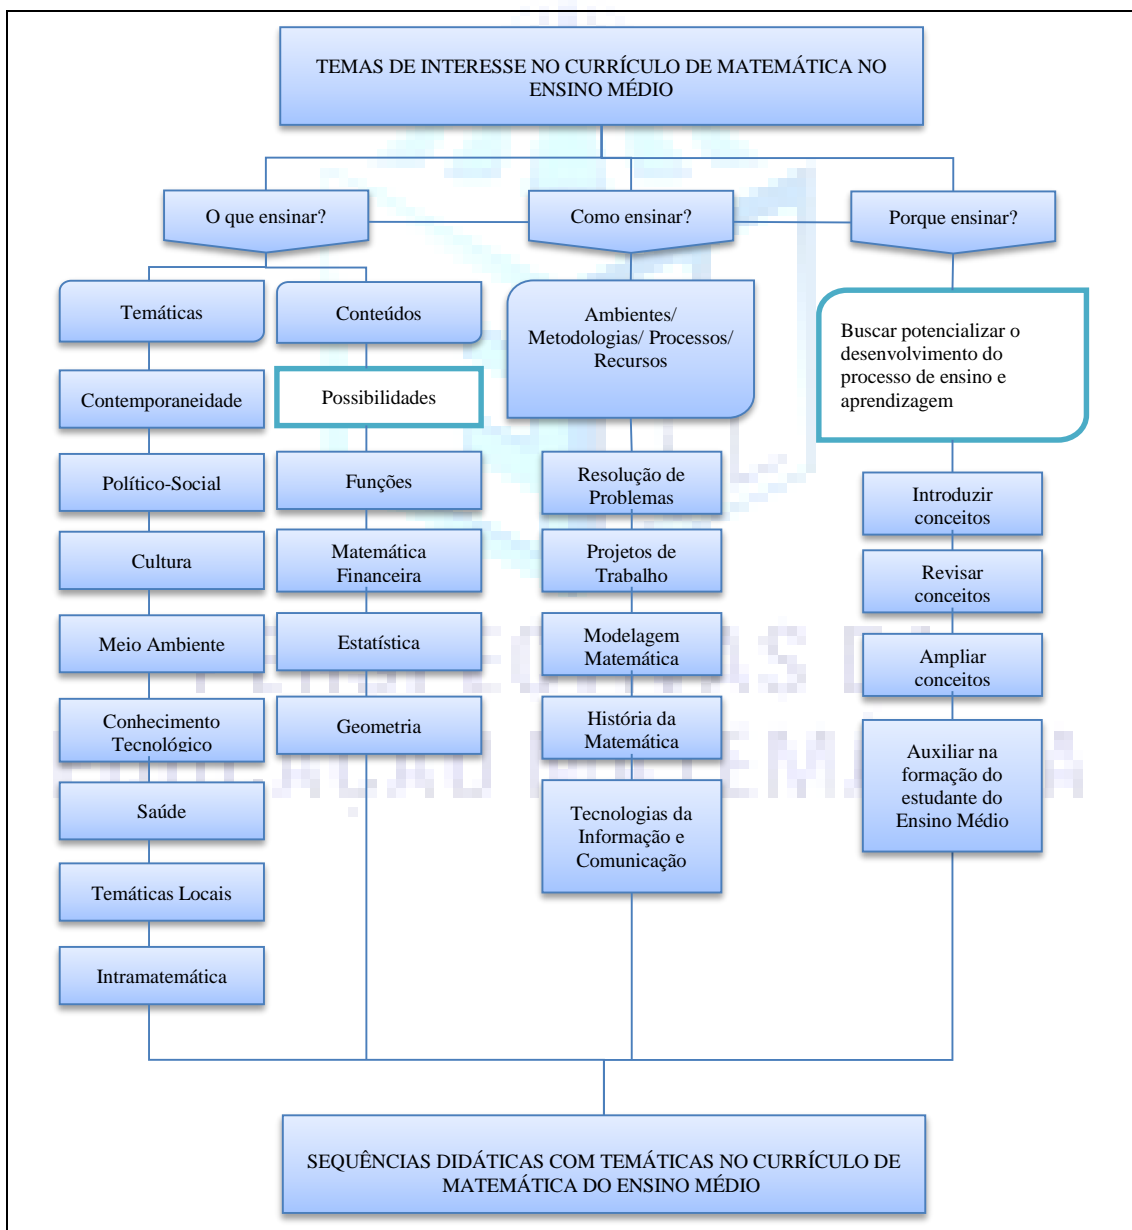 TEMAS DE INTERESSE NO CURRÍCULO DE MATEMÁTICA NO
ENSINO MÉDIO
O que ensinar?
Como ensinar?
Porque ensinar?
Temáticas
Contemporaneidade
Político-Social
Cultura
Meio Ambiente
Conhecimento
Tecnológico
Saúde
Temáticas Locais
Intramatemática
Conteúdos
Possibilidades
Funções
Matemática
Financeira
Estatística
Geometria
Ambientes/
Metodologias/ Processos/
Recursos
Resolução de
Problemas
Projetos de
Trabalho
Modelagem
Matemática
História da
Matemática
Tecnologias da
Informação e
Comunicação
Buscar potencializar o
desenvolvimento do
processo de ensino e
aprendizagem
Introduzir
conceitos
Revisar
conceitos
Ampliar
conceitos
Auxiliar na
formação do
estudante do
Ensino Médio
SEQUÊNCIAS DIDÁTICAS COM TEMÁTICAS NO CURRÍCULO DE
MATEMÁTICA DO ENSINO MÉDIO